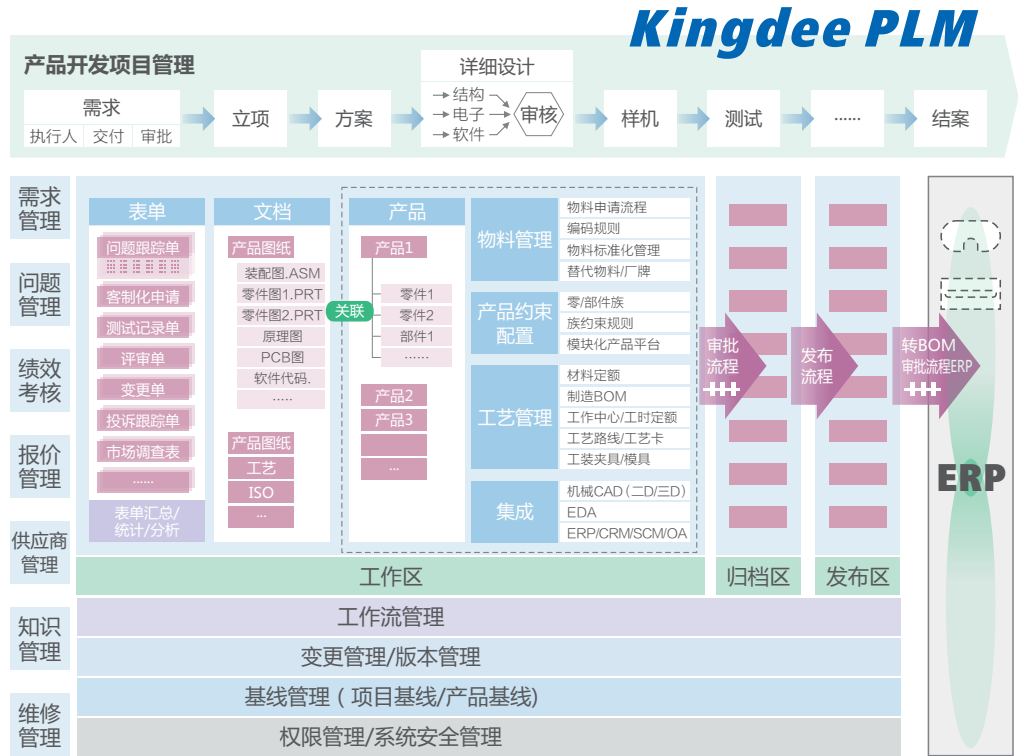 Kingdee PLM
产品开发项目管理
需求
执行人 交付 审批
立项
方案
详细设计
结构
电子
软件
审核
样机
测试
......
结案
需求
管理
问题
管理
绩效
考核
报价
管理
供应商
管理
知识
管理
维修
管理
表单
问题跟踪单
客制化申请
测试记录单
评审单
变更单
投诉跟踪单
市场调查表
......
表单汇总/
统计/分析
文档
产品图纸
装配图.ASM
零件图1.PRT
零件图2.PRT
原理图
PCB图
软件代码.
.....
产品图纸
工艺
ISO
...
关联
产品
产品1
零件1
零件2
部件1
......
产品2
产品3
...
物料管理
物料申请流程
编码规则
物料标准化管理
替代物料/厂牌
产品约束
配置
零/部件族
族约束规则
模块化产品平台
工艺管理
材料定额
制造BOM
工作中心/工时定额
工艺路线/工艺卡
工装夹具/模具
集成
机械CAD（二D/三D）
EDA
ERP/CRM/SCM/OA
审批
流程
发布
流程
转BOM
审批流程ERP
ERP
工作区
归档区
发布区
工作流管理
变更管理/版本管理
基线管理（项目基线/产品基线)
权限管理/系统安全管理